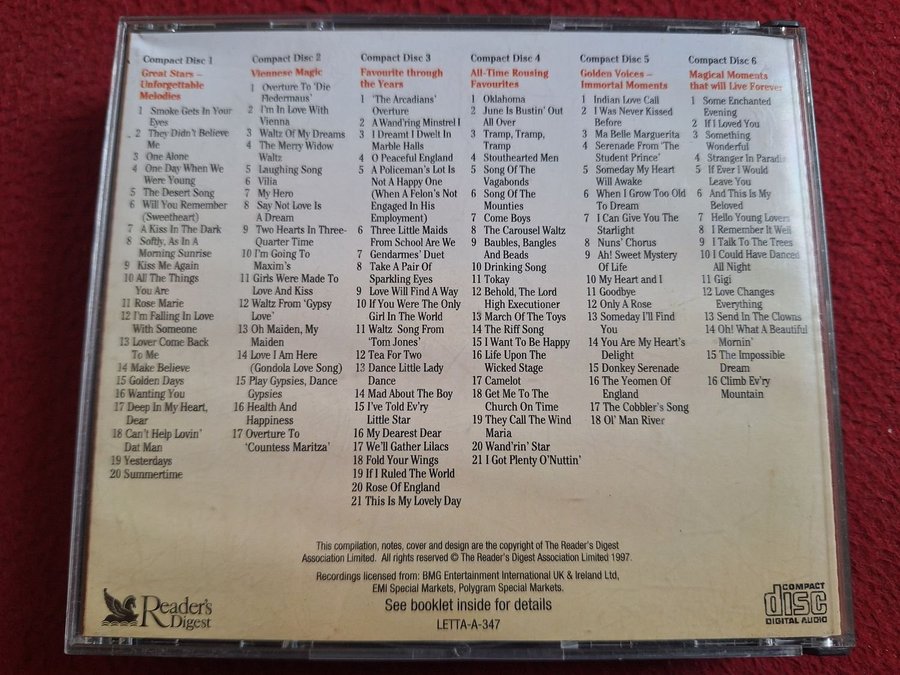 Compact Disc 1
Great Stars –
Unforgettable
Melodies
1 Smoke Gets In Your
Eyes
2 They Didn't Believe
Me
3 One Alone
4 One Day When We
Were Young
5 The Desert Song
6 Will You Remember
(Sweetheart)
7 A Kiss In The Dark
8 Softly, As In A
Morning Sunrise
9 Kiss Me Again
10 All The Things
You Are
11 Rose Marie
12 I'm Falling In Love
With Someone
13 Lover Come Back
To Me
14 Make Believe
15 Golden Days
16 Wanting You
17 Deep In My Heart,
Dear
18 Can't Help Lovin'
Dat Man
19 Yesterdays
20 Summertime
Compact Disc 2
Viennese Magic
1 Overture To 'Die
Fledermaus'
2 I'm In Love With
Vienna
3 Waltz Of My Dreams
4 The Merry Widow
Waltz
5 Laughing Song
6 Vilia
7 My Hero
8 Say Not Love Is
A Dream
9 Two Hearts In Three-
Quarter Time
10 I'm Going To
Maxim's
11 Girls Were Made To
Love And Kiss
12 Waltz From 'Gypsy
Love'
13 Oh Maiden, My
Maiden
14 Love I Am Here
(Gondola Love Song)
15 Play Gypsies, Dance
Gypsies
16 Health And
Happiness
17 Overture To
'Countess Maritza'
Compact Disc 3
Favourite through
the Years
1 'The Arcadians'
Overture
2 A Wand'ring Minstrel I
3 I Dreamt I Dwelt In
Marble Halls
4 O Peaceful England
5 A Policeman's Lot Is
Not A Happy One
(When A Felon's Not
Engaged In His
Employment)
6 Three Little Maids
From School Are We
7 Gendarmes' Duet
8 Take A Pair Of
Sparkling Eyes
9 Love Will Find A Way
10 If You Were The Only
Girl In The World
11 Waltz Song From
'Tom Jones'
12 Tea For Two
13 Dance Little Lady
Dance
14 Mad About The Boy
15 I've Told Ev'ry
Little Star
16 My Dearest Dear
17 We'll Gather Lilacs
18 Fold Your Wings
19 If I Ruled The World
20 Rose Of England
21 This Is My Lovely Day
Compact Disc 4
All-Time Rousing
Favourites
1 Oklahoma
2 June Is Bustin' Out
All Over
3 Tramp, Tramp,
Tramp
4 Stouthearted Men
5 Song Of The
Vagabonds
6 Song Of The
Mounties
7 Come Boys
8 The Carousel Waltz
9 Baubles, Bangles
And Beads
10 Drinking Song
11 Tokay
12 Behold, The Lord
High Executioner
13 March Of The Toys
14 The Riff Song
15 I Want To Be Happy
16 Life Upon The
Wicked Stage
17 Camelot
18 Get Me To The
Church On Time
19 They Call The Wind
Maria
20 Wand'rin' Star
21 I Got Plenty O'Nuttin'
Compact Disc 5
Golden Voices –
Immortal Moments
1 Indian Love Call
2 I Was Never Kissed
Before
3 Ma Belle Marguerita
4 Serenade From 'The
Student Prince'
5 Someday My Heart
Will Awake
6 When I Grow Too Old
To Dream
7 I Can Give You The
Starlight
8 Nuns' Chorus
9 Ah! Sweet Mystery
Of Life
10 My Heart and I
11 Goodbye
12 Only A Rose
13 Someday I'll Find
You
14 You Are My Heart's
Delight
15 Donkey Serenade
16 The Yeomen Of
England
17 The Cobbler's Song
18 Ol' Man River
Compact Disc 6
Magical Moments
that will Live Forever
1 Some Enchanted
Evening
2 If I Loved You
3 Something
Wonderful
4 Stranger In Paradise
5 If Ever I Would
Leave You
6 And This Is My
Beloved
7 Hello Young Lovers
8 I Remember It Well
9 I Talk To The Trees
10 I Could Have Danced
All Night
11 Gigi
12 Love Changes
Everything
13 Send In The Clowns
14 Oh! What A Beautiful
Mornin'
15 The Impossible
Dream
16 Climb Ev'ry
Mountain
This compilation, notes, cover and design are the copyright of The Reader's Digest
Association Limited. All rights reserved © The Reader's Digest Association Limited 1997.
Recordings licensed from: BMG Entertainment International UK & Ireland Ltd,
EMI Special Markets, Polygram Special Markets.
See booklet inside for details
LETTA-A-347
Reader's
Digest
COMPACT
disc
DIGITAL AUDIO